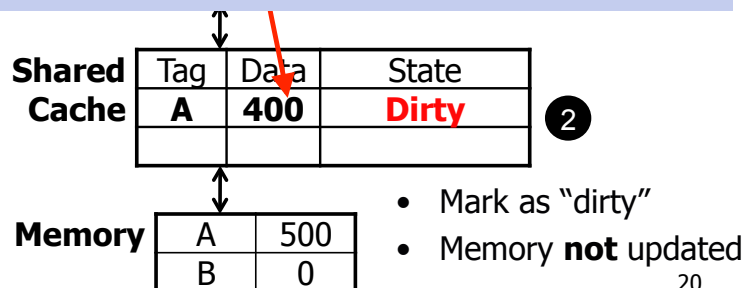 Shared Tag Data State
Cache A 400 Dirty 2
• Mark as “dirty”
Memory A 500
• Memory not updated
B 0
20